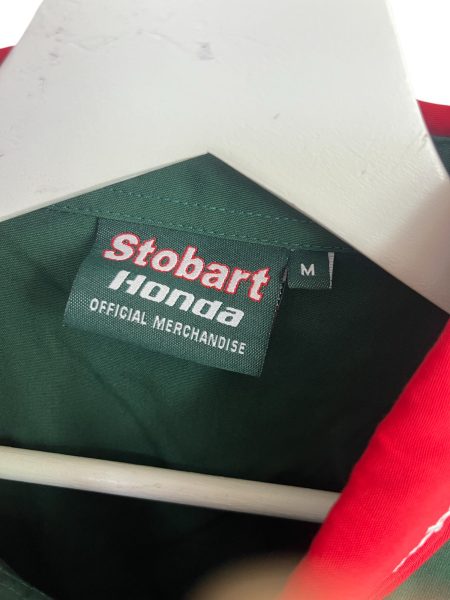 Stobart
Honda
OFFICIAL MERCHANDISE
M